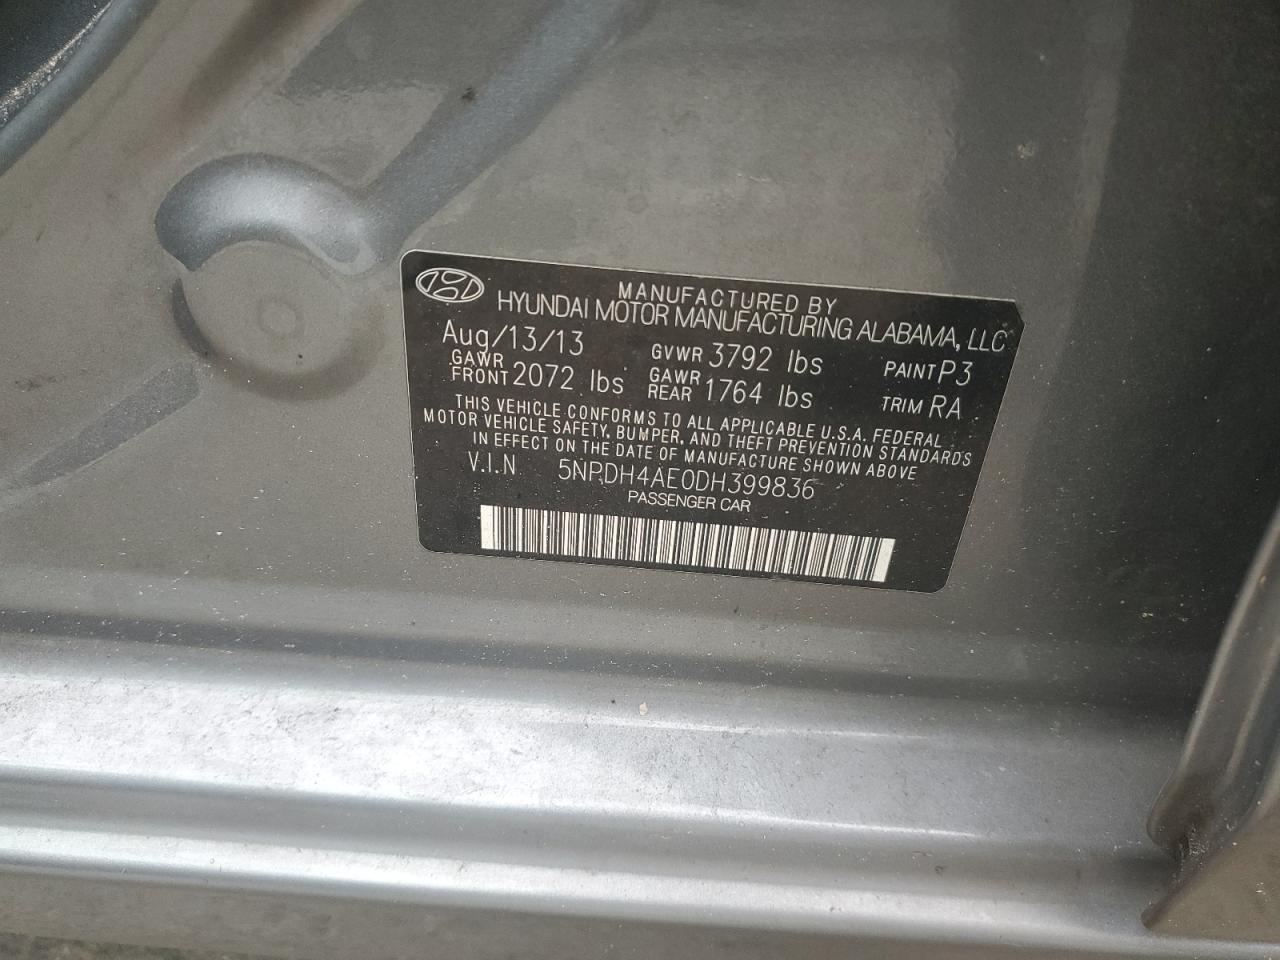 MANUFACTURED BY
HYUNDAI MOTOR MANUFACTURING ALABAMA, LLC
Aug/13/13 GVWR 3792 lbs PAINT P3
GAWR FRONT 2072 lbs GAWR REAR 1764 lbs TRIM RA
THIS VEHICLE CONFORMS TO ALL APPLICABLE U.S.A. FEDERAL
MOTOR VEHICLE SAFETY, BUMPER, AND THEFT PREVENTION STANDARDS
IN EFFECT ON THE DATE OF MANUFACTURE SHOWN ABOVE
V.I.N 5NPDH4AE0DH399836
PASSENGER CAR